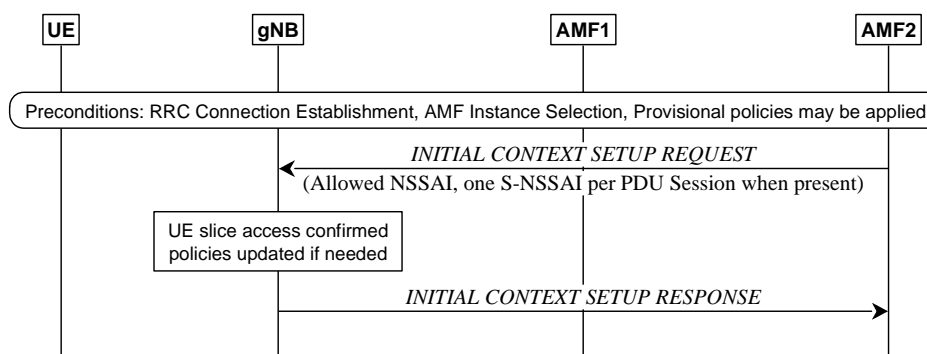 UE gNB AMF1 AMF2
Preconditions: RRC Connection Establishment, AMF Instance Selection, Provisional policies may be applied
INITIAL CONTEXT SETUP REQUEST
(Allowed NSSAI, one S-NSSAI per PDU Session when present)
UE slice access confirmed
policies updated if needed
INITIAL CONTEXT SETUP RESPONSE